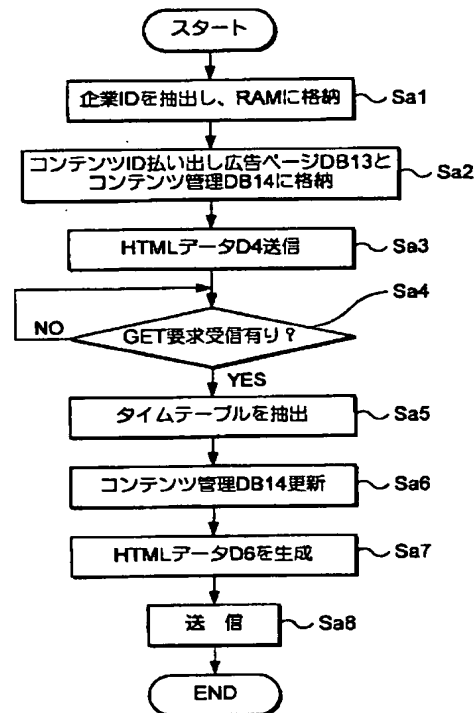 スタート
企業IDを抽出し、RAMに格納
Sa1
コンテンツID払い出し広告ページDB13と
コンテンツ管理DB14に格納
Sa2
HTMLデータD4送信
Sa3
Sa4
GET要求受信有り？
NO
YES
タイムテーブルを抽出
Sa5
コンテンツ管理DB14更新
Sa6
HTMLデータD6を生成
Sa7
送 信
Sa8
END